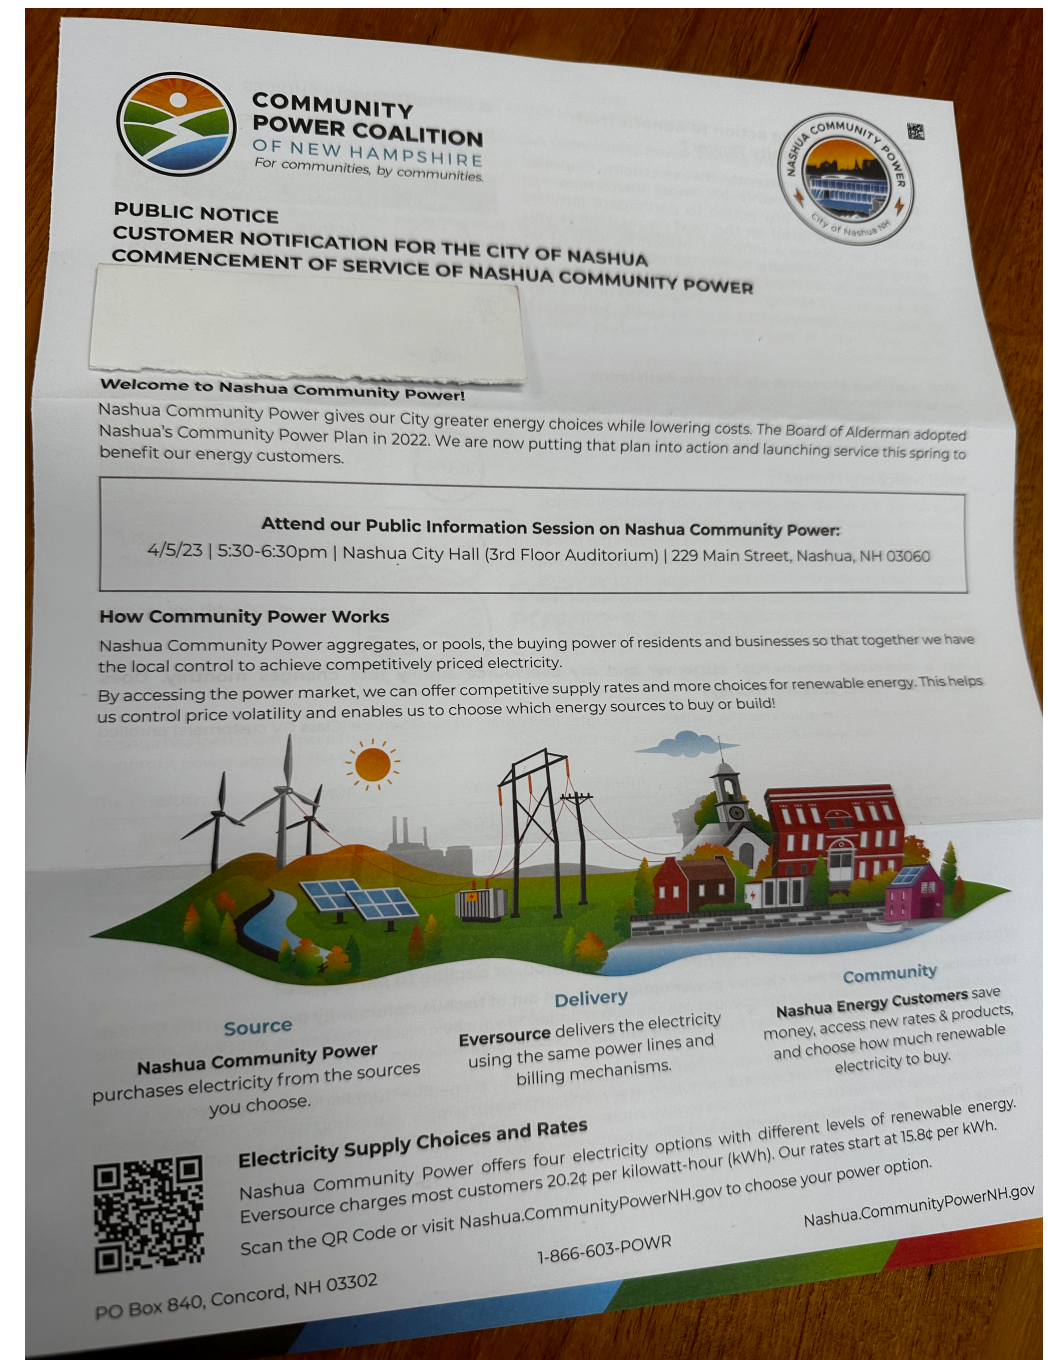 COMMUNITY
POWER COALITION
OF NEW HAMPSHIRE
For communities, by communities.
NASHUA COMMUNITY POWER
City of Nashua NH
PUBLIC NOTICE
CUSTOMER NOTIFICATION FOR THE CITY OF NASHUA
COMMENCEMENT OF SERVICE OF NASHUA COMMUNITY POWER
Welcome to Nashua Community Power!
Nashua Community Power gives our City greater energy choices while lowering costs. The Board of Alderman adopted
Nashua's Community Power Plan in 2022. We are now putting that plan into action and launching service this spring to
benefit our energy customers.
Attend our Public Information Session on Nashua Community Power:
4/5/23 | 5:30-6:30pm | Nashua City Hall (3rd Floor Auditorium) | 229 Main Street, Nashua, NH 03060
How Community Power Works
Nashua Community Power aggregates, or pools, the buying power of residents and businesses so that together we have
the local control to achieve competitively priced electricity.
By accessing the power market, we can offer competitive supply rates and more choices for renewable energy. This helps
us control price volatility and enables us to choose which energy sources to buy or build!
Source
Nashua Community Power
purchases electricity from the sources
you choose.
Delivery
Eversource delivers the electricity
using the same power lines and
billing mechanisms.
Community
Nashua Energy Customers save
money, access new rates & products,
and choose how much renewable
electricity to buy.
Electricity Supply Choices and Rates
Nashua Community Power offers four electricity options with different levels of renewable energy.
Eversource charges most customers 20.2¢ per kilowatt-hour (kWh). Our rates start at 15.8¢ per kWh.
Scan the QR Code or visit Nashua.CommunityPowerNH.gov to choose your power option.
PO Box 840, Concord, NH 03302
1-866-603-POWR
Nashua.CommunityPowerNH.gov